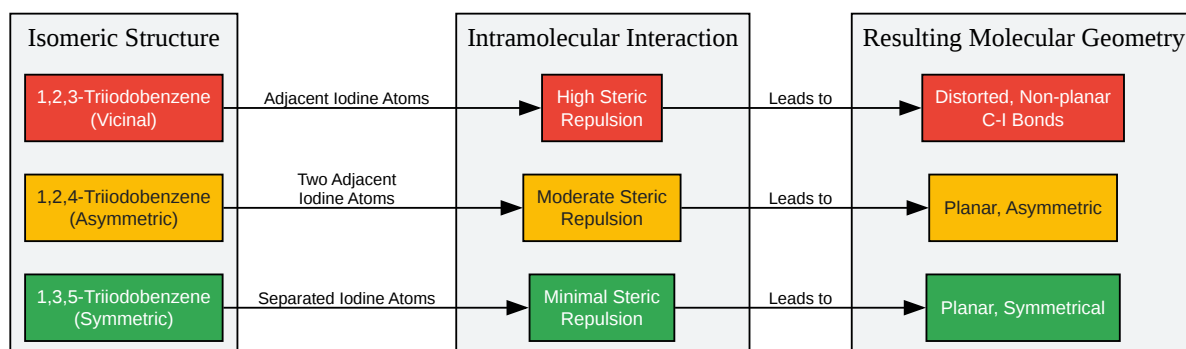 Isomeric Structure
Intramolecular Interaction
Resulting Molecular Geometry
1,2,3-Triiodobenzene
(Vicinal)
Adjacent Iodine Atoms
High Steric
Repulsion
Leads to
Distorted, Non-planar
C-I Bonds
1,2,4-Triiodobenzene
(Asymmetric)
Two Adjacent
Iodine Atoms
Moderate Steric
Repulsion
Leads to
Planar, Asymmetric
1,3,5-Triiodobenzene
(Symmetric)
Separated Iodine Atoms
Minimal Steric
Repulsion
Leads to
Planar, Symmetrical